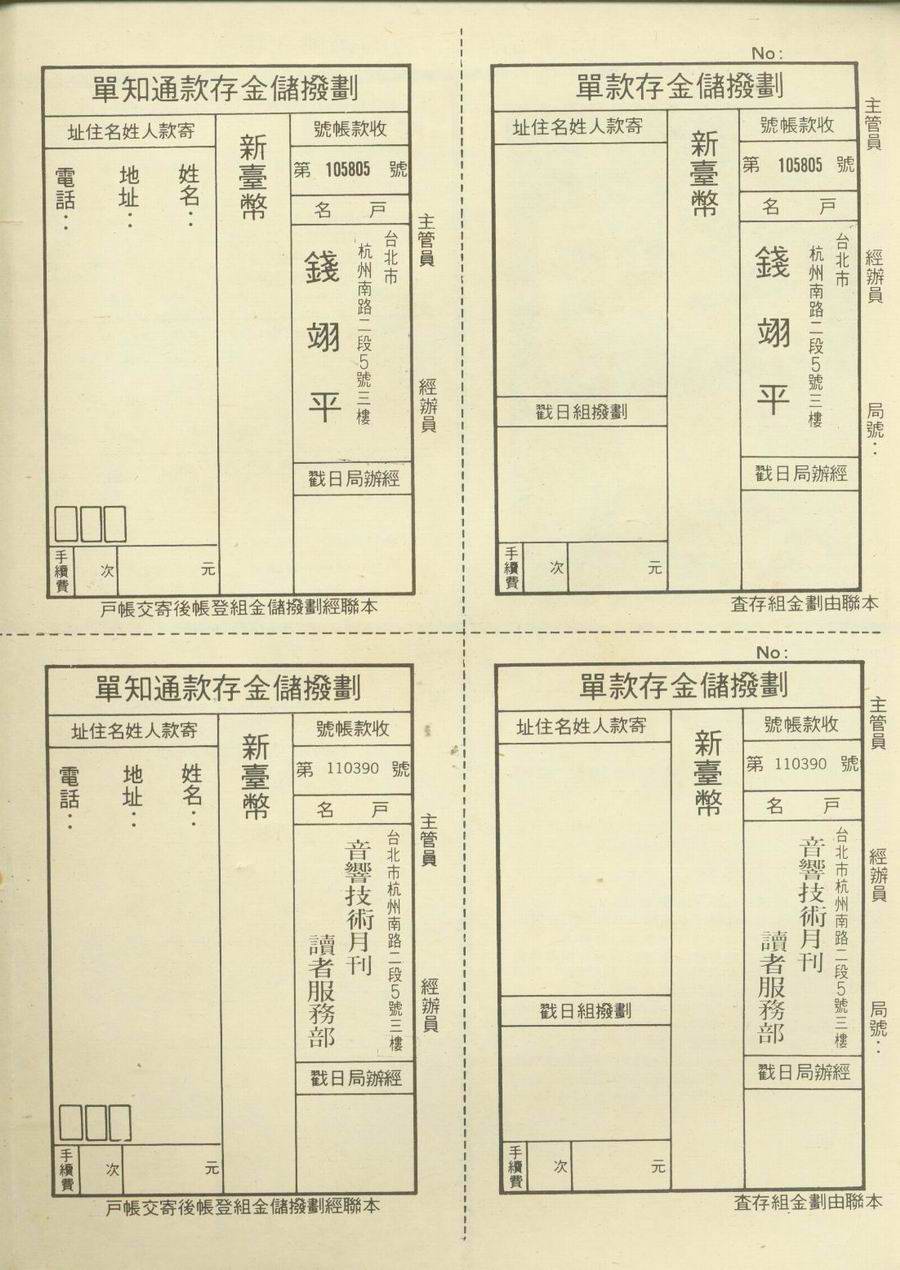 No:
劃撥儲金存款單
收款帳號
第 105805 號
戶名
台北市
杭州南路二段5號三樓
錢翊平
經辦局日戳
新臺幣
寄款人姓名住址
劃撥組日戳
手續費
次
元
主管員
經辦員
局號：
本聯由劃金組存查
劃撥儲金存款通知單
收款帳號
第 105805 號
戶名
台北市
杭州南路二段5號三樓
錢翊平
經辦局日戳
新臺幣
寄款人姓名住址
姓名：
地址：
電話：
手續費
次
元
主管員
經辦員
本聯經劃撥儲金組登帳後寄交帳戶
No:
劃撥儲金存款單
收款帳號
第 110390 號
戶名
台北市杭州南路二段5號三樓
音響技術月刊
讀者服務部
經辦局日戳
新臺幣
寄款人姓名住址
劃撥組日戳
手續費
次
元
主管員
經辦員
局號：
本聯由劃金組存查
劃撥儲金存款通知單
收款帳號
第 110390 號
戶名
台北市杭州南路二段5號三樓
音響技術月刊
讀者服務部
經辦局日戳
新臺幣
寄款人姓名住址
姓名：
地址：
電話：
手續費
次
元
主管員
經辦員
本聯經劃撥儲金組登帳後寄交帳戶